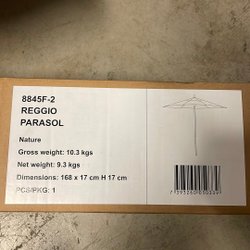 8845F-2
REGGIO
PARASOL
Nature
Gross weight: 10.3 kgs
Net weight: 9.3 kgs
Dimensions: 168 x 17 cm H 17 cm
PCS/PKG: 1